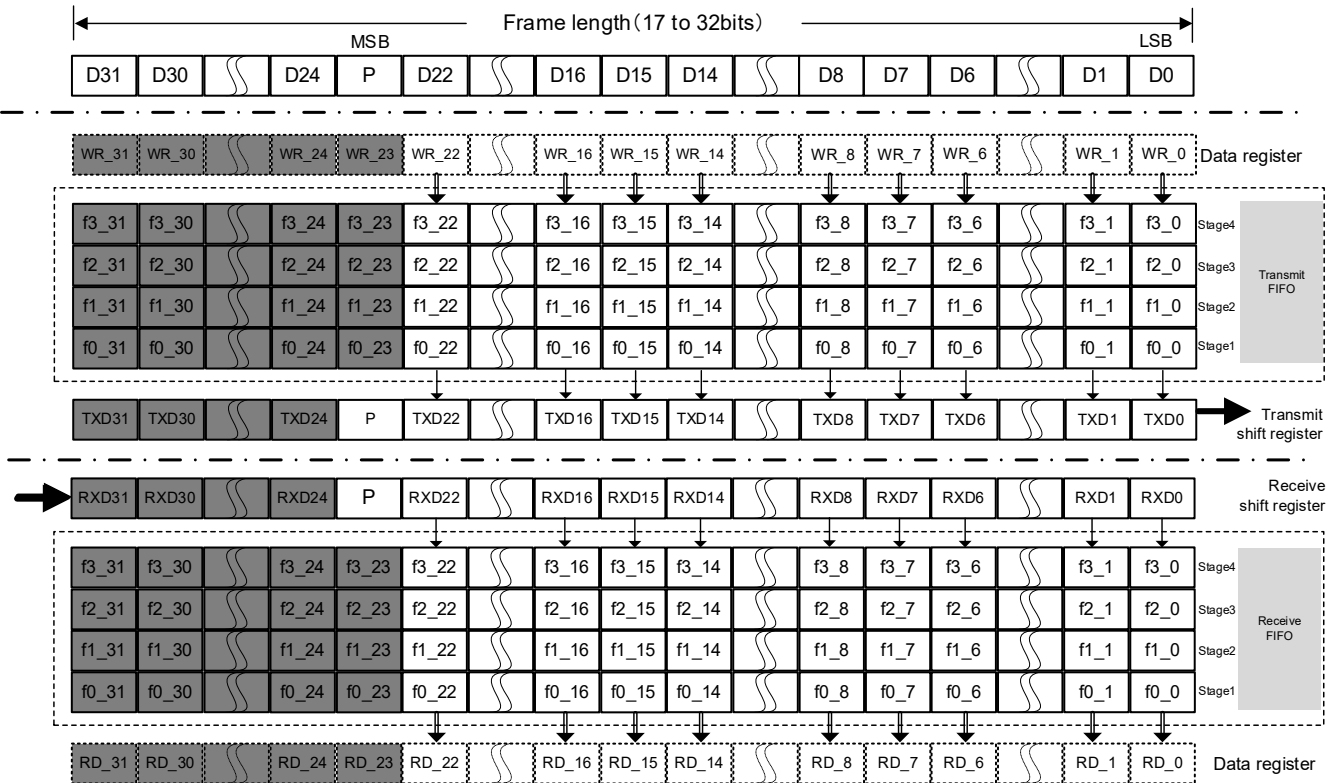 Frame length（17 to 32bits）
MSB LSB
D31 D30 D24 P D22 D16 D15 D14 D8 D7 D6 D1 D0
WR_31 WR_30 WR_24 WR_23 WR_22 WR_16 WR_15 WR_14 WR_8 WR_7 WR_6 WR_1 WR_0 Data register
f3_31 f3_30 f3_24 f3_23 f3_22 f3_16 f3_15 f3_14 f3_8 f3_7 f3_6 f3_1 f3_0 Stage4
f2_31 f2_30 f2_24 f2_23 f2_22 f2_16 f2_15 f2_14 f2_8 f2_7 f2_6 f2_1 f2_0 Stage3
Transmit
FIFO
f1_31 f1_30 f1_24 f1_23 f1_22 f1_16 f1_15 f1_14 f1_8 f1_7 f1_6 f1_1 f1_0 Stage2
f0_31 f0_30 f0_24 f0_23 f0_22 f0_16 f0_15 f0_14 f0_8 f0_7 f0_6 f0_1 f0_0 Stage1
TXD31 TXD30 TXD24 P TXD22 TXD16 TXD15 TXD14 TXD8 TXD7 TXD6 TXD1 TXD0 Transmit
shift register
RXD31 RXD30 RXD24 P RXD22 RXD16 RXD15 RXD14 RXD8 RXD7 RXD6 RXD1 RXD0 Receive
shift register
f3_31 f3_30 f3_24 f3_23 f3_22 f3_16 f3_15 f3_14 f3_8 f3_7 f3_6 f3_1 f3_0 Stage4
f2_31 f2_30 f2_24 f2_23 f2_22 f2_16 f2_15 f2_14 f2_8 f2_7 f2_6 f2_1 f2_0 Stage3
Receive
FIFO
f1_31 f1_30 f1_24 f1_23 f1_22 f1_16 f1_15 f1_14 f1_8 f1_7 f1_6 f1_1 f1_0 Stage2
f0_31 f0_30 f0_24 f0_23 f0_22 f0_16 f0_15 f0_14 f0_8 f0_7 f0_6 f0_1 f0_0 Stage1
RD_31 RD_30 RD_24 RD_23 RD_22 RD_16 RD_15 RD_14 RD_8 RD_7 RD_6 RD_1 RD_0 Data register